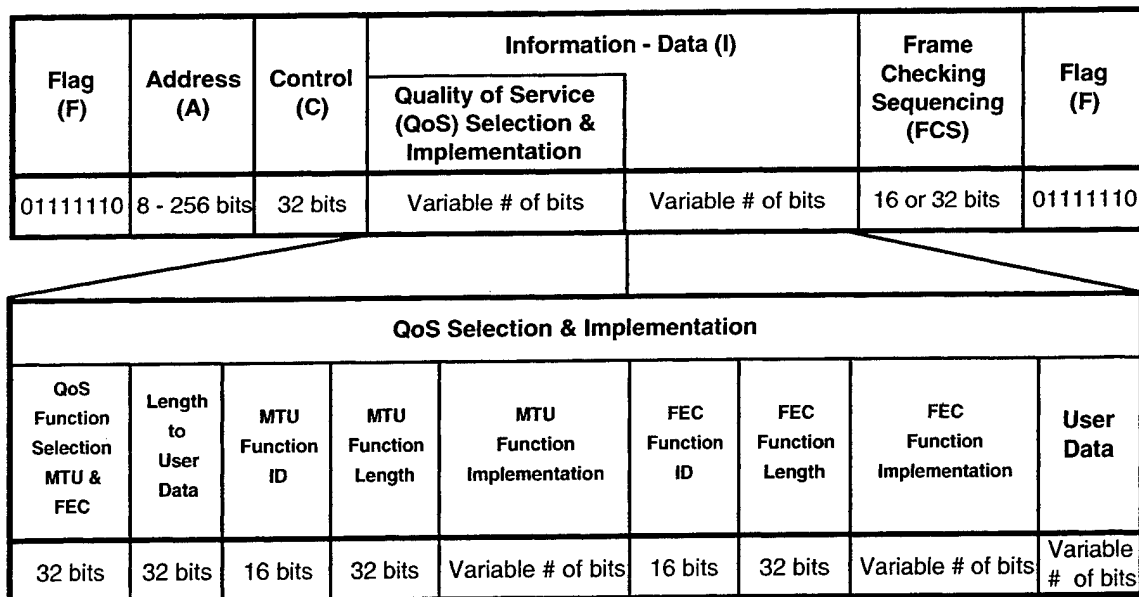 Flag
(F)
Address
(A)
Control
(C)
Information - Data (I)
Quality of Service
(QoS) Selection &
Implementation
Frame
Checking
Sequencing
(FCS)
Flag
(F)
01111110
8 - 256 bits
32 bits
Variable # of bits
Variable # of bits
16 or 32 bits
01111110
QoS Selection & Implementation
QoS
Function
Selection
MTU &
FEC
Length
to
User
Data
MTU
Function
ID
MTU
Function
Length
MTU
Function
Implementation
FEC
Function
ID
FEC
Function
Length
FEC
Function
Implementation
User
Data
32 bits
32 bits
16 bits
32 bits
Variable # of bits
16 bits
32 bits
Variable # of bits
Variable
# of bits